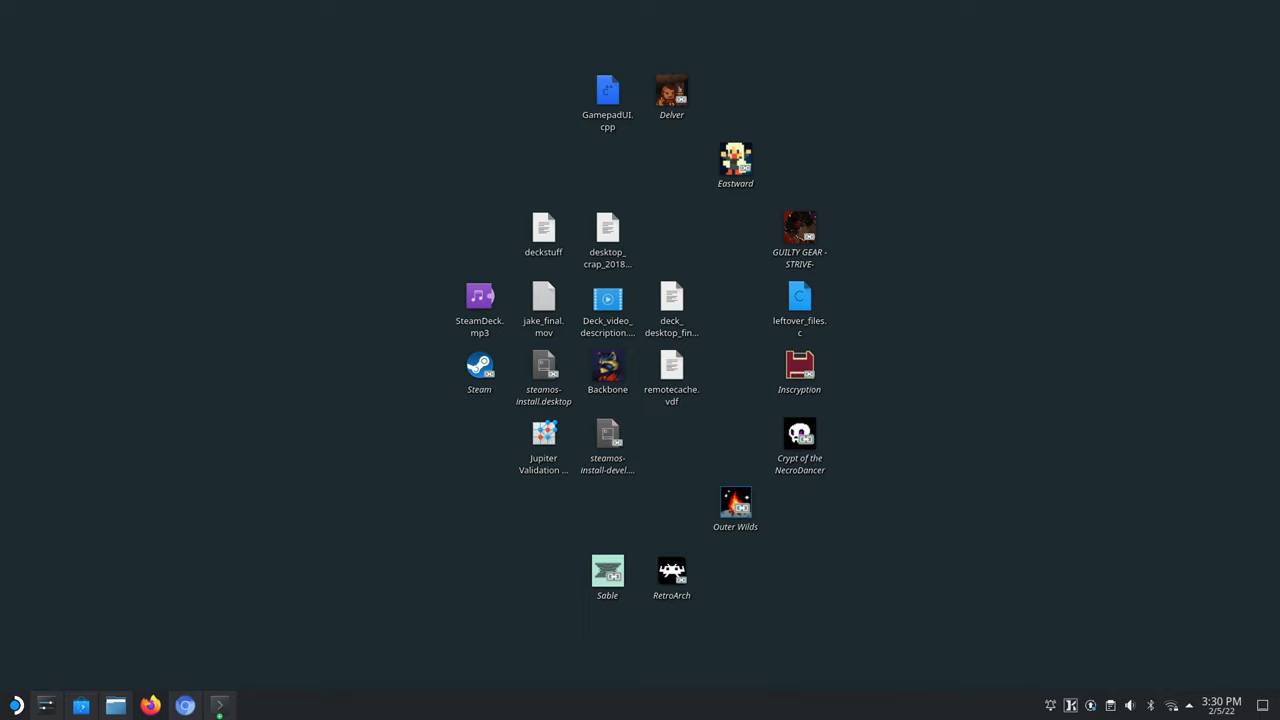 GamepadUI.
cpp
Delver
Eastward
deckstuff
desktop_
crap_2018...
GUILTY GEAR -
STRIVE-
SteamDeck.
mp3
jake_final.
mov
Deck_video_
description....
deck_
desktop_fin...
leftover_files.
c
Steam
steamos-
install.desktop
Backbone
remotecache.
vdf
Inscryption
Jupiter
Validation ...
steamos-
install-devel....
Crypt of the
NecroDancer
Outer Wilds
Sable
RetroArch
3:30 PM
2/5/22